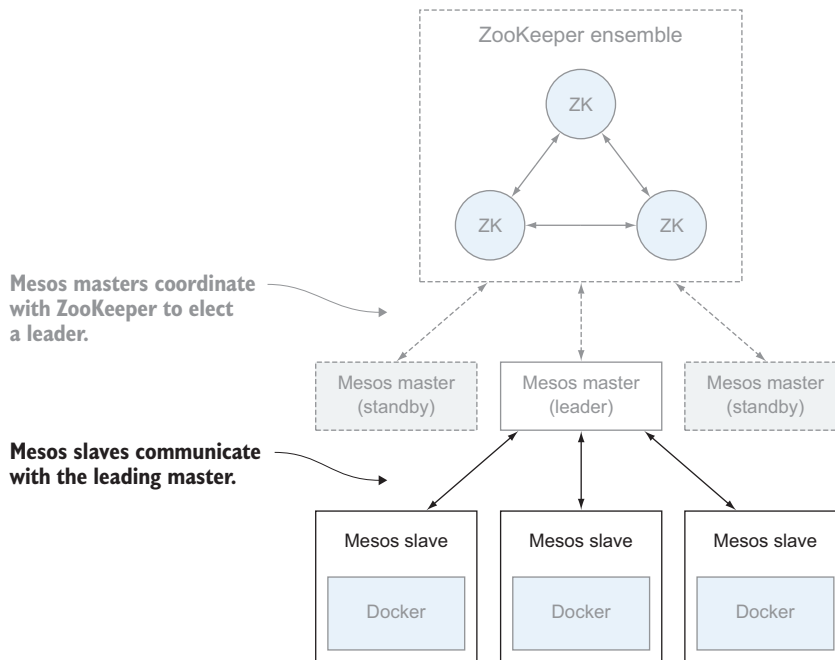 ZooKeeper ensemble
ZK
ZK
ZK
Mesos masters coordinate
with ZooKeeper to elect
a leader.
Mesos master
(standby)
Mesos master
(leader)
Mesos master
(standby)
Mesos slaves communicate
with the leading master.
Mesos slave
Mesos slave
Mesos slave
Docker
Docker
Docker